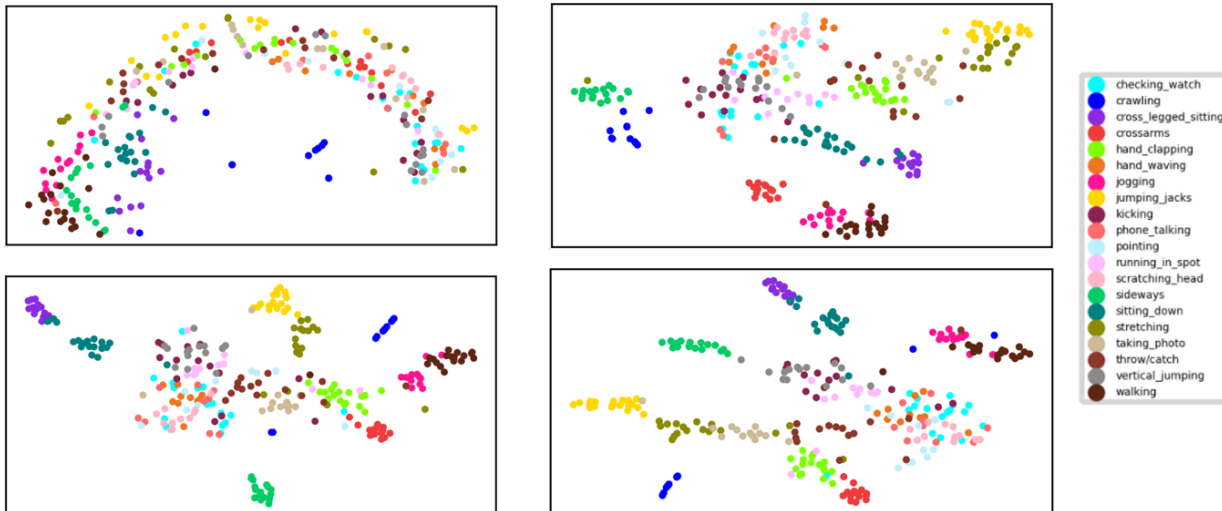 checking_watch
crawling
cross_legged_sitting
crossarms
hand_clapping
hand_waving
jogging
jumping_jacks
kicking
phone_talking
pointing
running_in_spot
scratching_head
sideways
sitting_down
stretching
taking_photo
throw/catch
vertical_jumping
walking